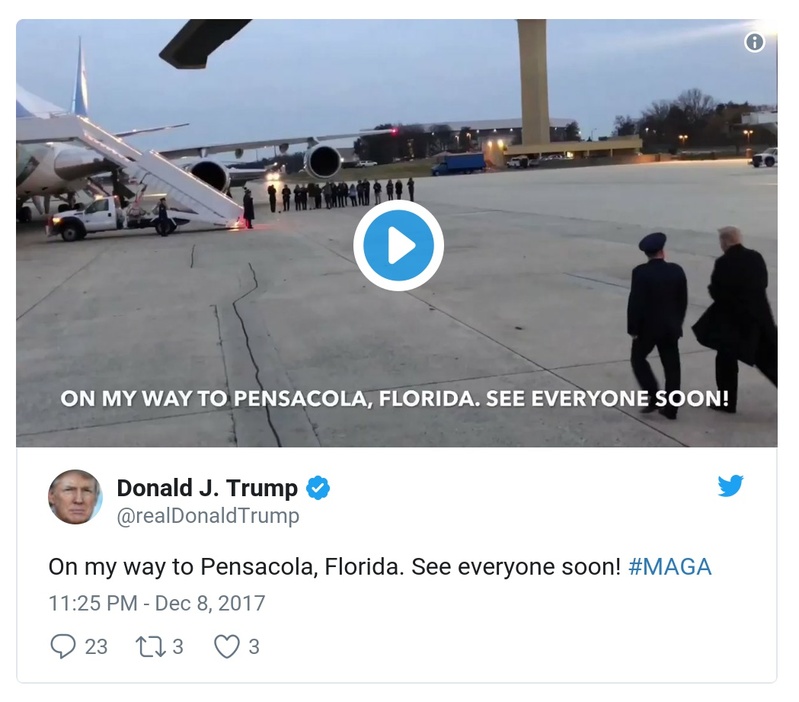 ON MY WAY TO PENSACOLA, FLORIDA. SEE EVERYONE SOON!
Donald J. Trump
@realDonaldTrump
On my way to Pensacola, Florida. See everyone soon! #MAGA
11:25 PM - Dec 8, 2017
23 3 3